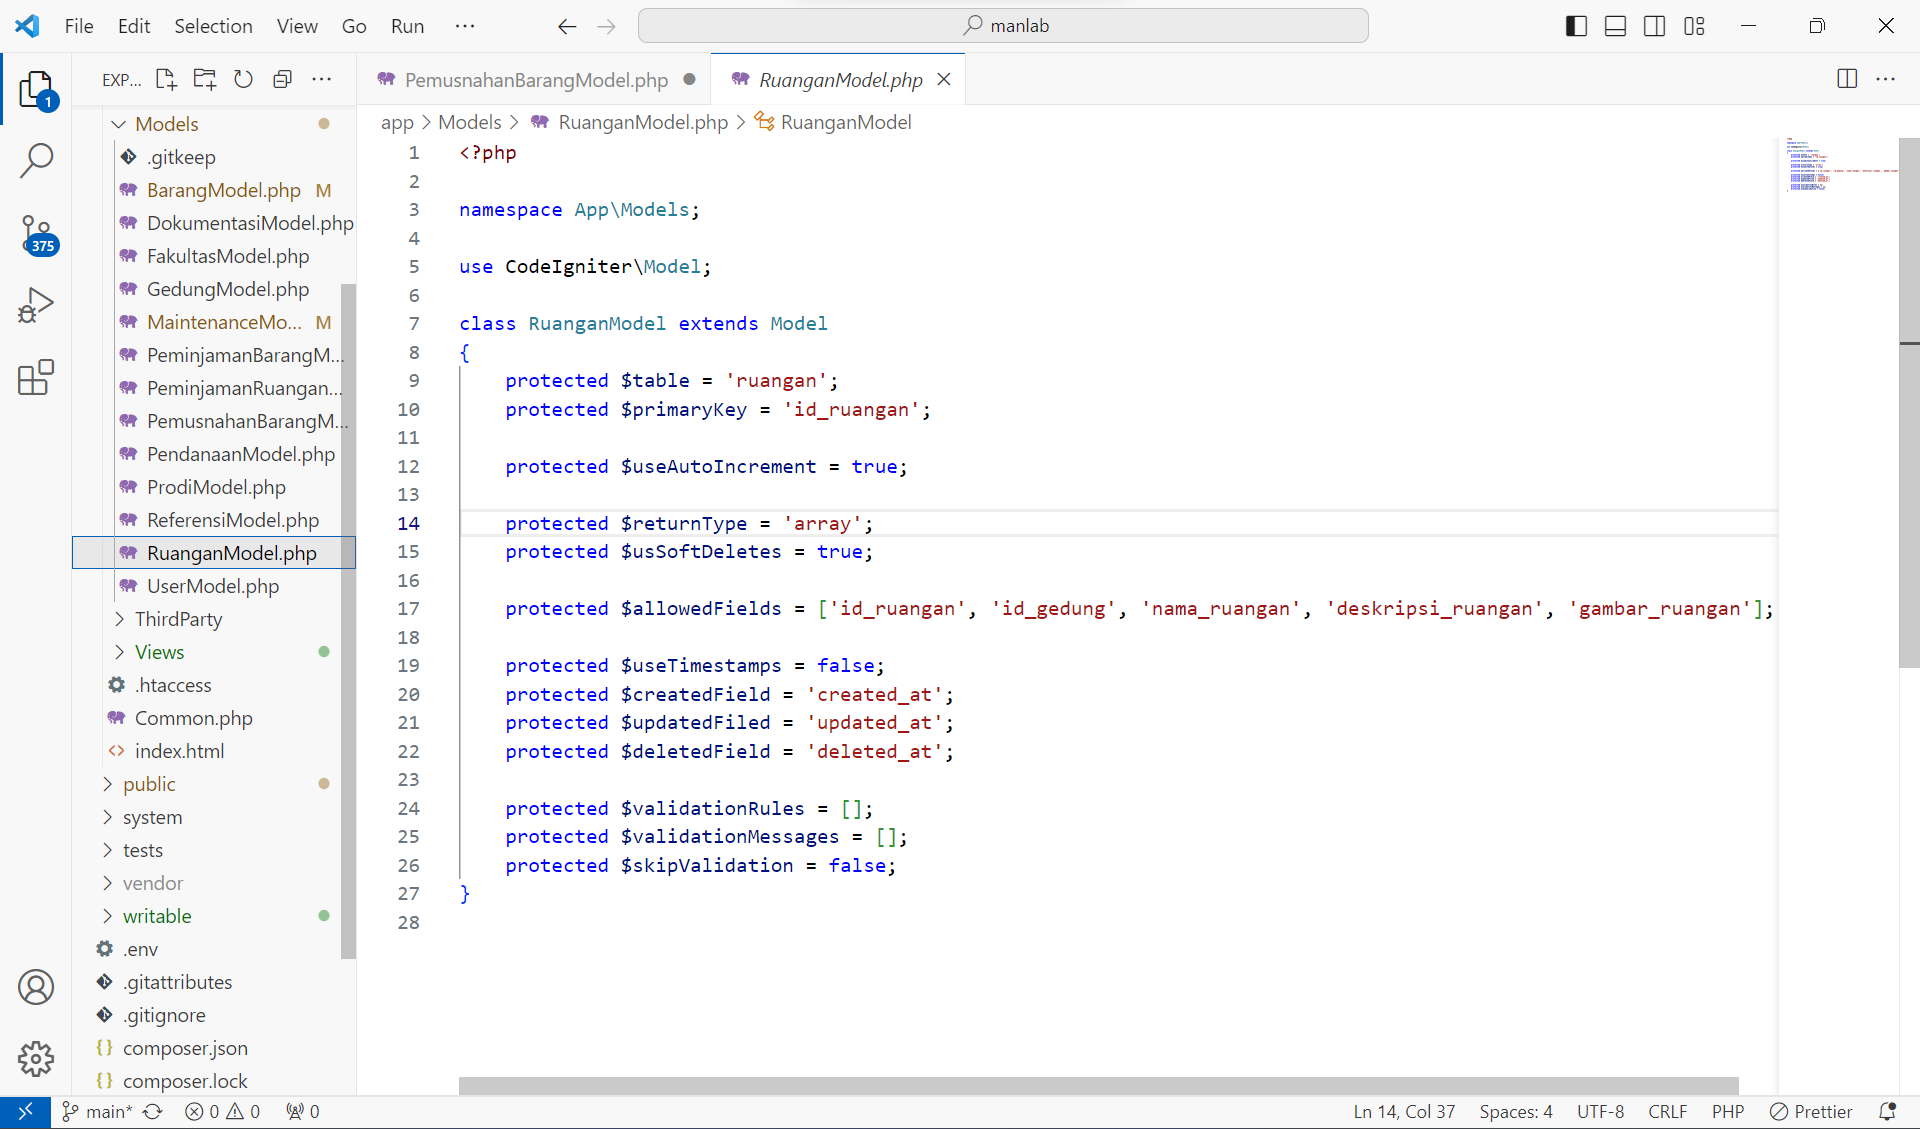 File Edit Selection View Go Run ··· manlab
EXP...
PemusnahanBarangModel.php
RuanganModel.php
app > Models > RuanganModel.php > RuanganModel
1
Models
.gitkeep
BarangModel.php M
DokumentasiModel.php
FakultasModel.php
GedungModel.php
MaintenanceMo... M
PeminjamanBarangM...
PeminjamanRuangan...
PemusnahanBarangM...
PendanaanModel.php
ProdiModel.php
ReferensiModel.php
RuanganModel.php
UserModel.php
ThirdParty
Views
.htaccess
Common.php
index.html
public
system
tests
vendor
writable
.env
.gitattributes
.gitignore
composer.json
composer.lock
375
1 <?php
2
3 namespace App\Models;
4
5 use CodeIgniter\Model;
6
7 class RuanganModel extends Model
8 {
9 protected $table = 'ruangan';
10 protected $primaryKey = 'id_ruangan';
11
12 protected $useAutoIncrement = true;
13
14 protected $returnType = 'array';
15 protected $usSoftDeletes = true;
16
17 protected $allowedFields = ['id_ruangan', 'id_gedung', 'nama_ruangan', 'deskripsi_ruangan', 'gambar_ruangan'];
18
19 protected $useTimestamps = false;
20 protected $createdField = 'created_at';
21 protected $updatedFiled = 'updated_at';
22 protected $deletedField = 'deleted_at';
23
24 protected $validationRules = [];
25 protected $validationMessages = [];
26 protected $skipValidation = false;
27 }
28
main* 0 0 0 Ln 14, Col 37 Spaces: 4 UTF-8 CRLF PHP Prettier